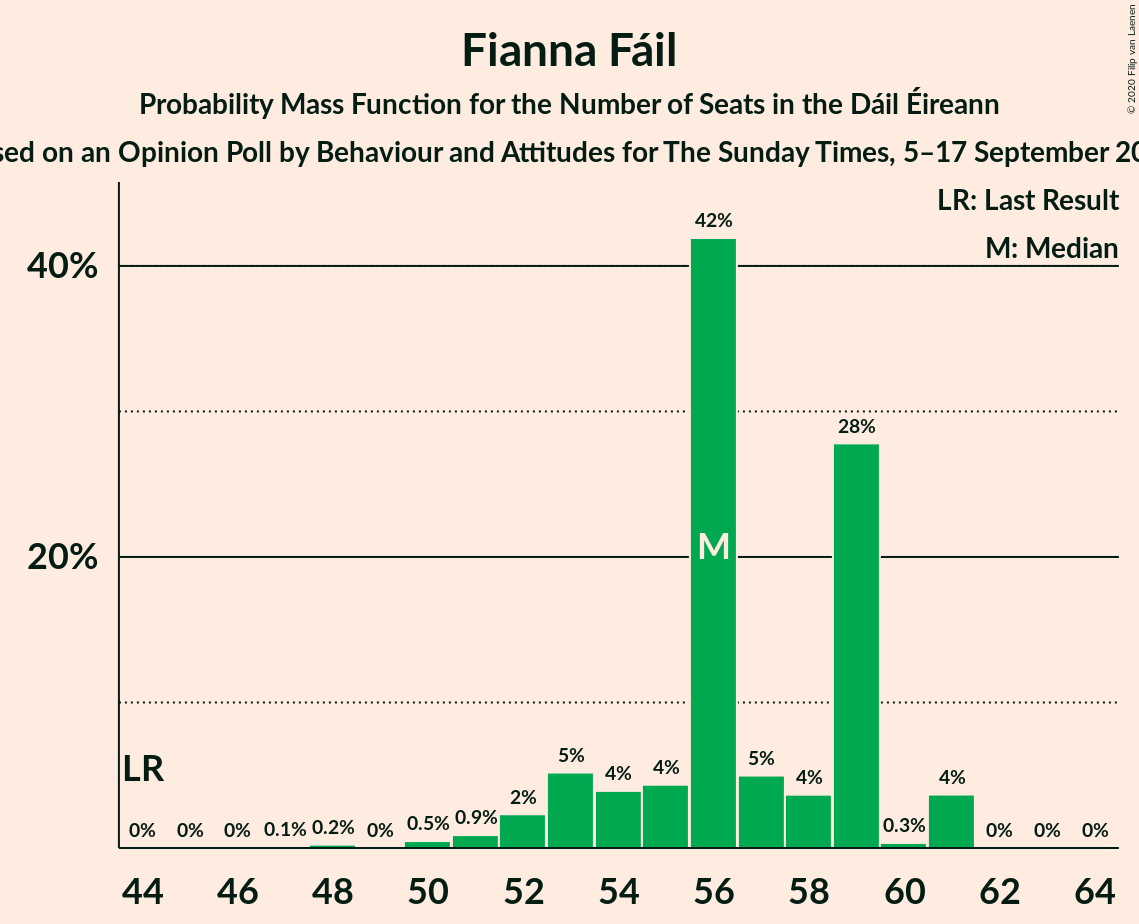 Fianna Fáil
Probability Mass Function for the Number of Seats in the Dáil Éireann
on an Opinion Poll by Behaviour and Attitudes for The Sunday Times, 5–17 September
© 2020 Filip van Laenen
LR: Last Result
M: Median
40%
20%
42%
28%
M
LR
0% 0% 0% 0.1% 0.2% 0% 0.5% 0.9% 2% 5% 4% 4% 5% 4% 0.3% 4% 0% 0% 0%
44 46 48 50 52 54 56 58 60 62 64